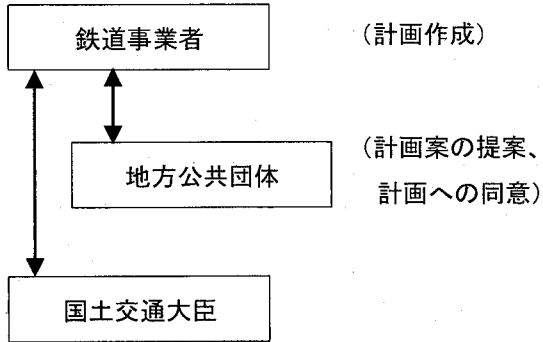 鉄道事業者
(計画作成)
地方公共団体
(計画案の提案、
計画への同意)
国土交通大臣